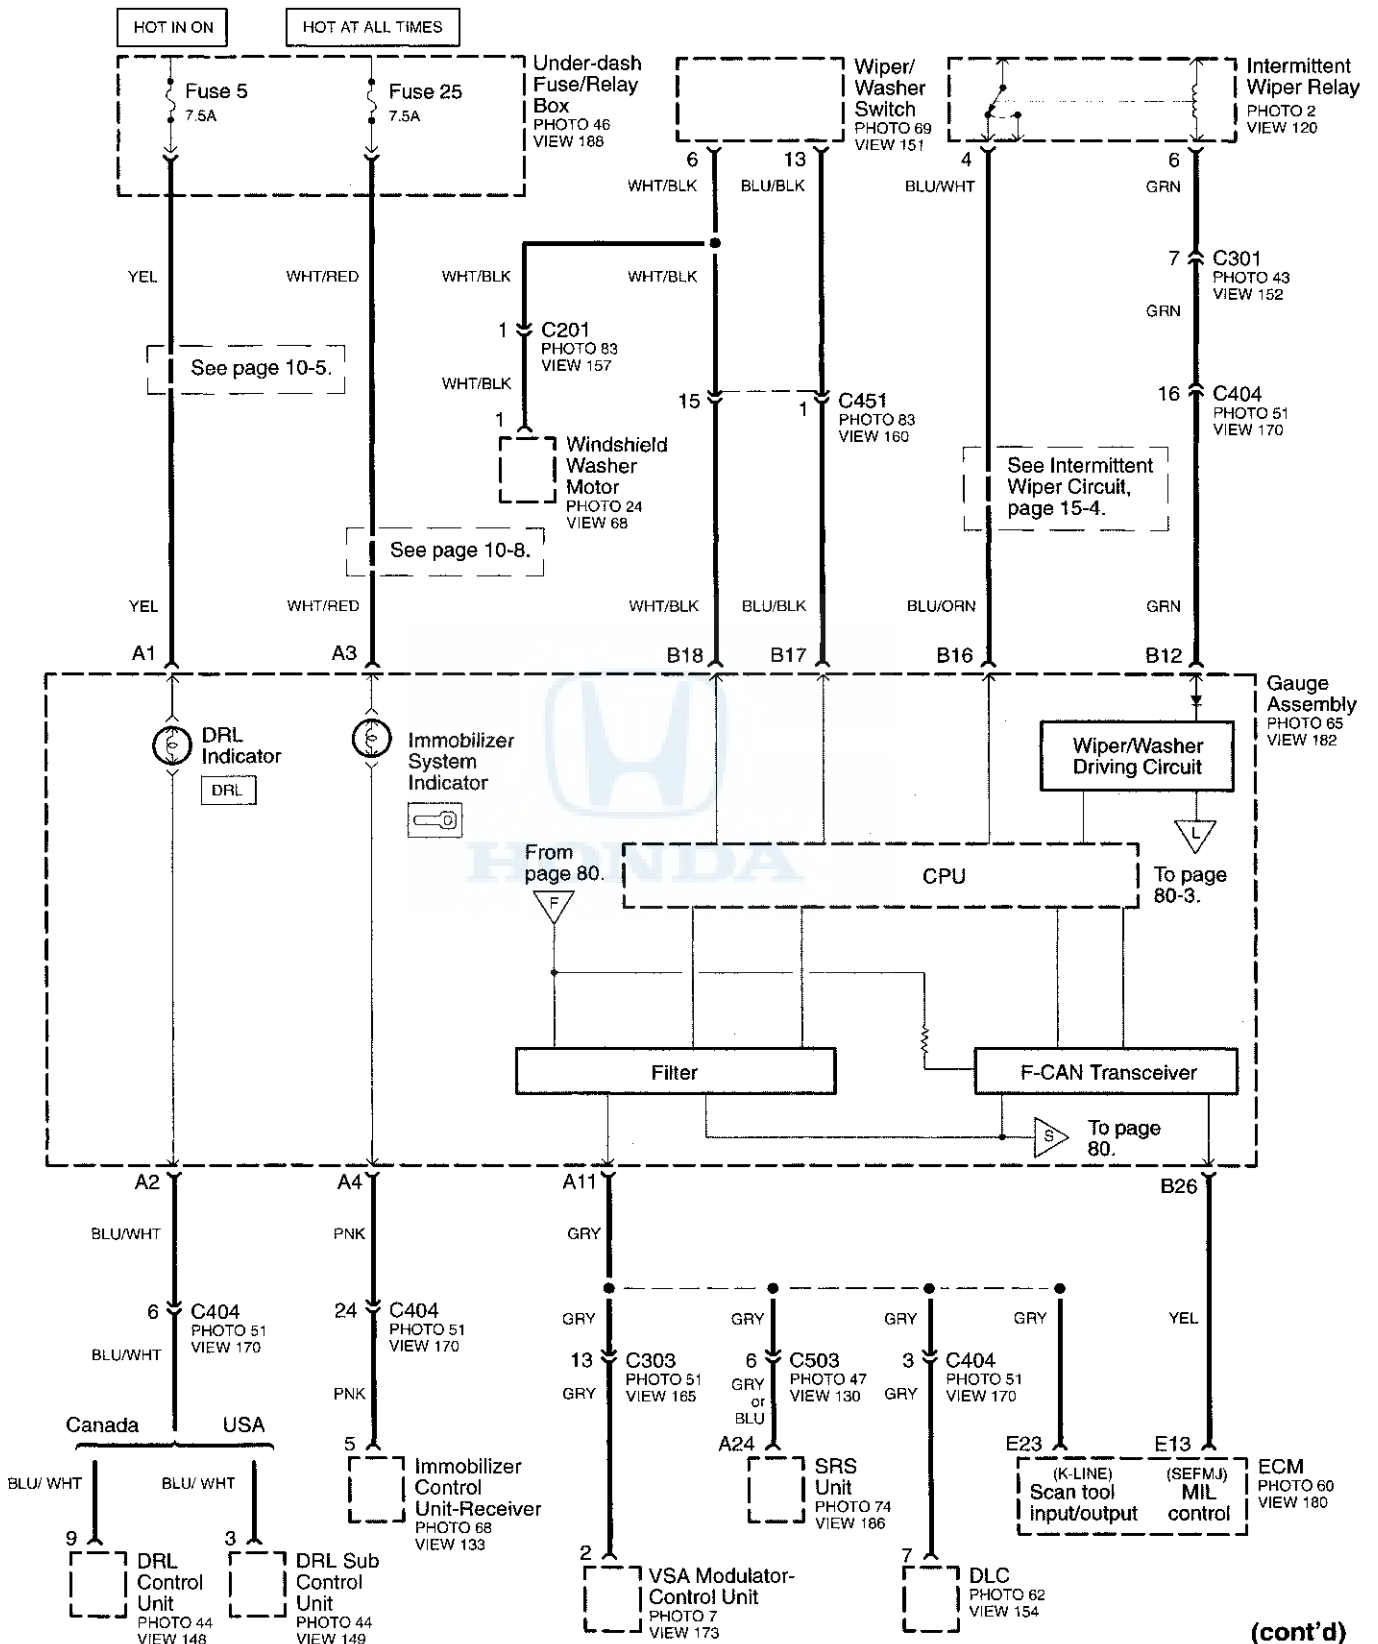 HOT IN ON
HOT AT ALL TIMES
Fuse 5
7.5A
Fuse 25
7.5A
Under-dash
Fuse/Relay
Box
PHOTO 46
VIEW 188
Wiper/
Washer
Switch
PHOTO 69
VIEW 151
Intermittent
Wiper Relay
PHOTO 2
VIEW 120
6
13
4
6
WHT/BLK
BLU/BLK
BLU/WHT
GRN
YEL
WHT/RED
WHT/BLK
WHT/BLK
7
C301
PHOTO 43
VIEW 152
GRN
1
C201
PHOTO 83
VIEW 157
See page 10-5.
WHT/BLK
15
1
C451
PHOTO 83
VIEW 160
16
C404
PHOTO 51
VIEW 170
1
Windshield
Washer
Motor
PHOTO 24
VIEW 68
See Intermittent
Wiper Circuit,
page 15-4.
See page 10-8.
YEL
WHT/RED
WHT/BLK
BLU/BLK
BLU/ORN
GRN
A1
A3
B18
B17
B16
B12
Gauge
Assembly
PHOTO 65
VIEW 182
DRL
Indicator
DRL
Immobilizer
System
Indicator
Wiper/Washer
Driving Circuit
L
To page
80-3.
HONDA
From
page 80.
F
CPU
Filter
F-CAN Transceiver
S
To page
80.
A2
A4
A11
B26
BLU/WHT
PNK
GRY
6
C404
PHOTO 51
VIEW 170
24
C404
PHOTO 51
VIEW 170
GRY
GRY
GRY
GRY
YEL
13
C303
PHOTO 51
VIEW 165
6
C503
PHOTO 47
VIEW 130
3
C404
PHOTO 51
VIEW 170
BLU/WHT
PNK
GRY
GRY
or
BLU
GRY
Canada
USA
5
A24
E23
E13
BLU/ WHT
BLU/ WHT
Immobilizer
Control
Unit-Receiver
PHOTO 68
VIEW 133
SRS
Unit
PHOTO 74
VIEW 186
(K-LINE)
Scan tool
input/output
(SEFMJ)
MIL
control
ECM
PHOTO 60
VIEW 180
9
3
2
7
DRL
Control
Unit
PHOTO 44
VIEW 148
DRL Sub
Control
Unit
PHOTO 44
VIEW 149
VSA Modulator-
Control Unit
PHOTO 7
VIEW 173
DLC
PHOTO 62
VIEW 154
(cont'd)